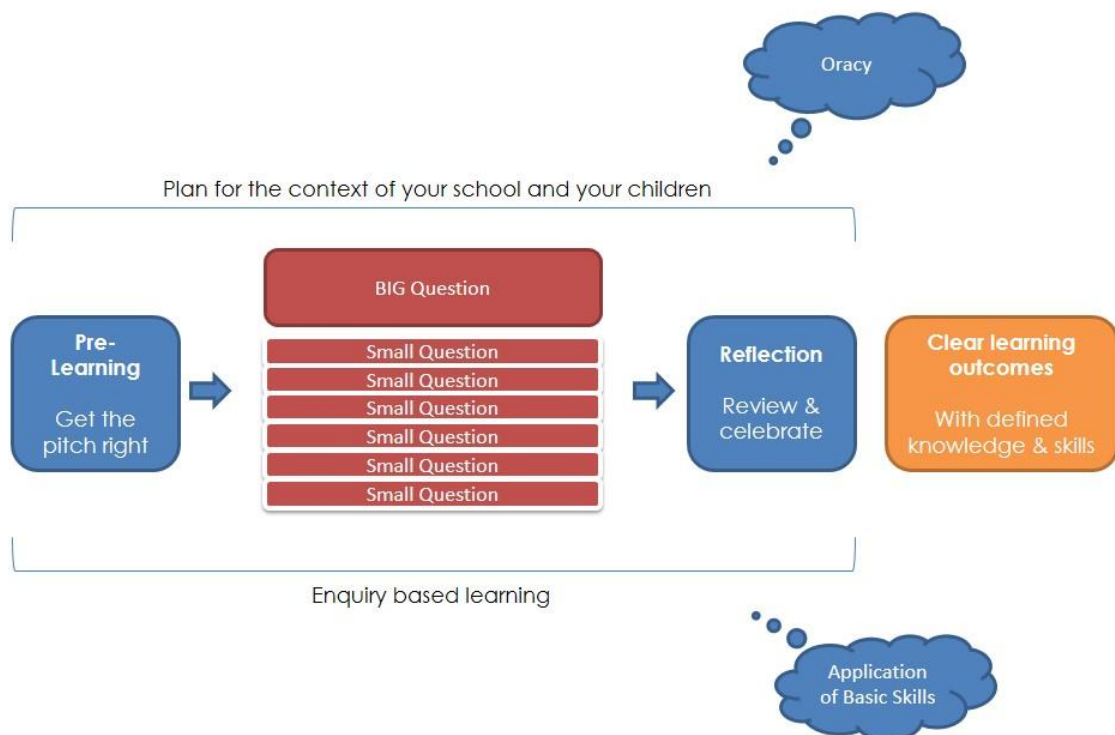 Oracy
Plan for the context of your school and your children
BIG Question
Pre-
Learning
Get the
pitch right
Small Question
Small Question
Small Question
Small Question
Small Question
Small Question
Reflection
Review &
celebrate
Clear learning
outcomes
With defined
knowledge & skills
Enquiry based learning
Application
of Basic Skills